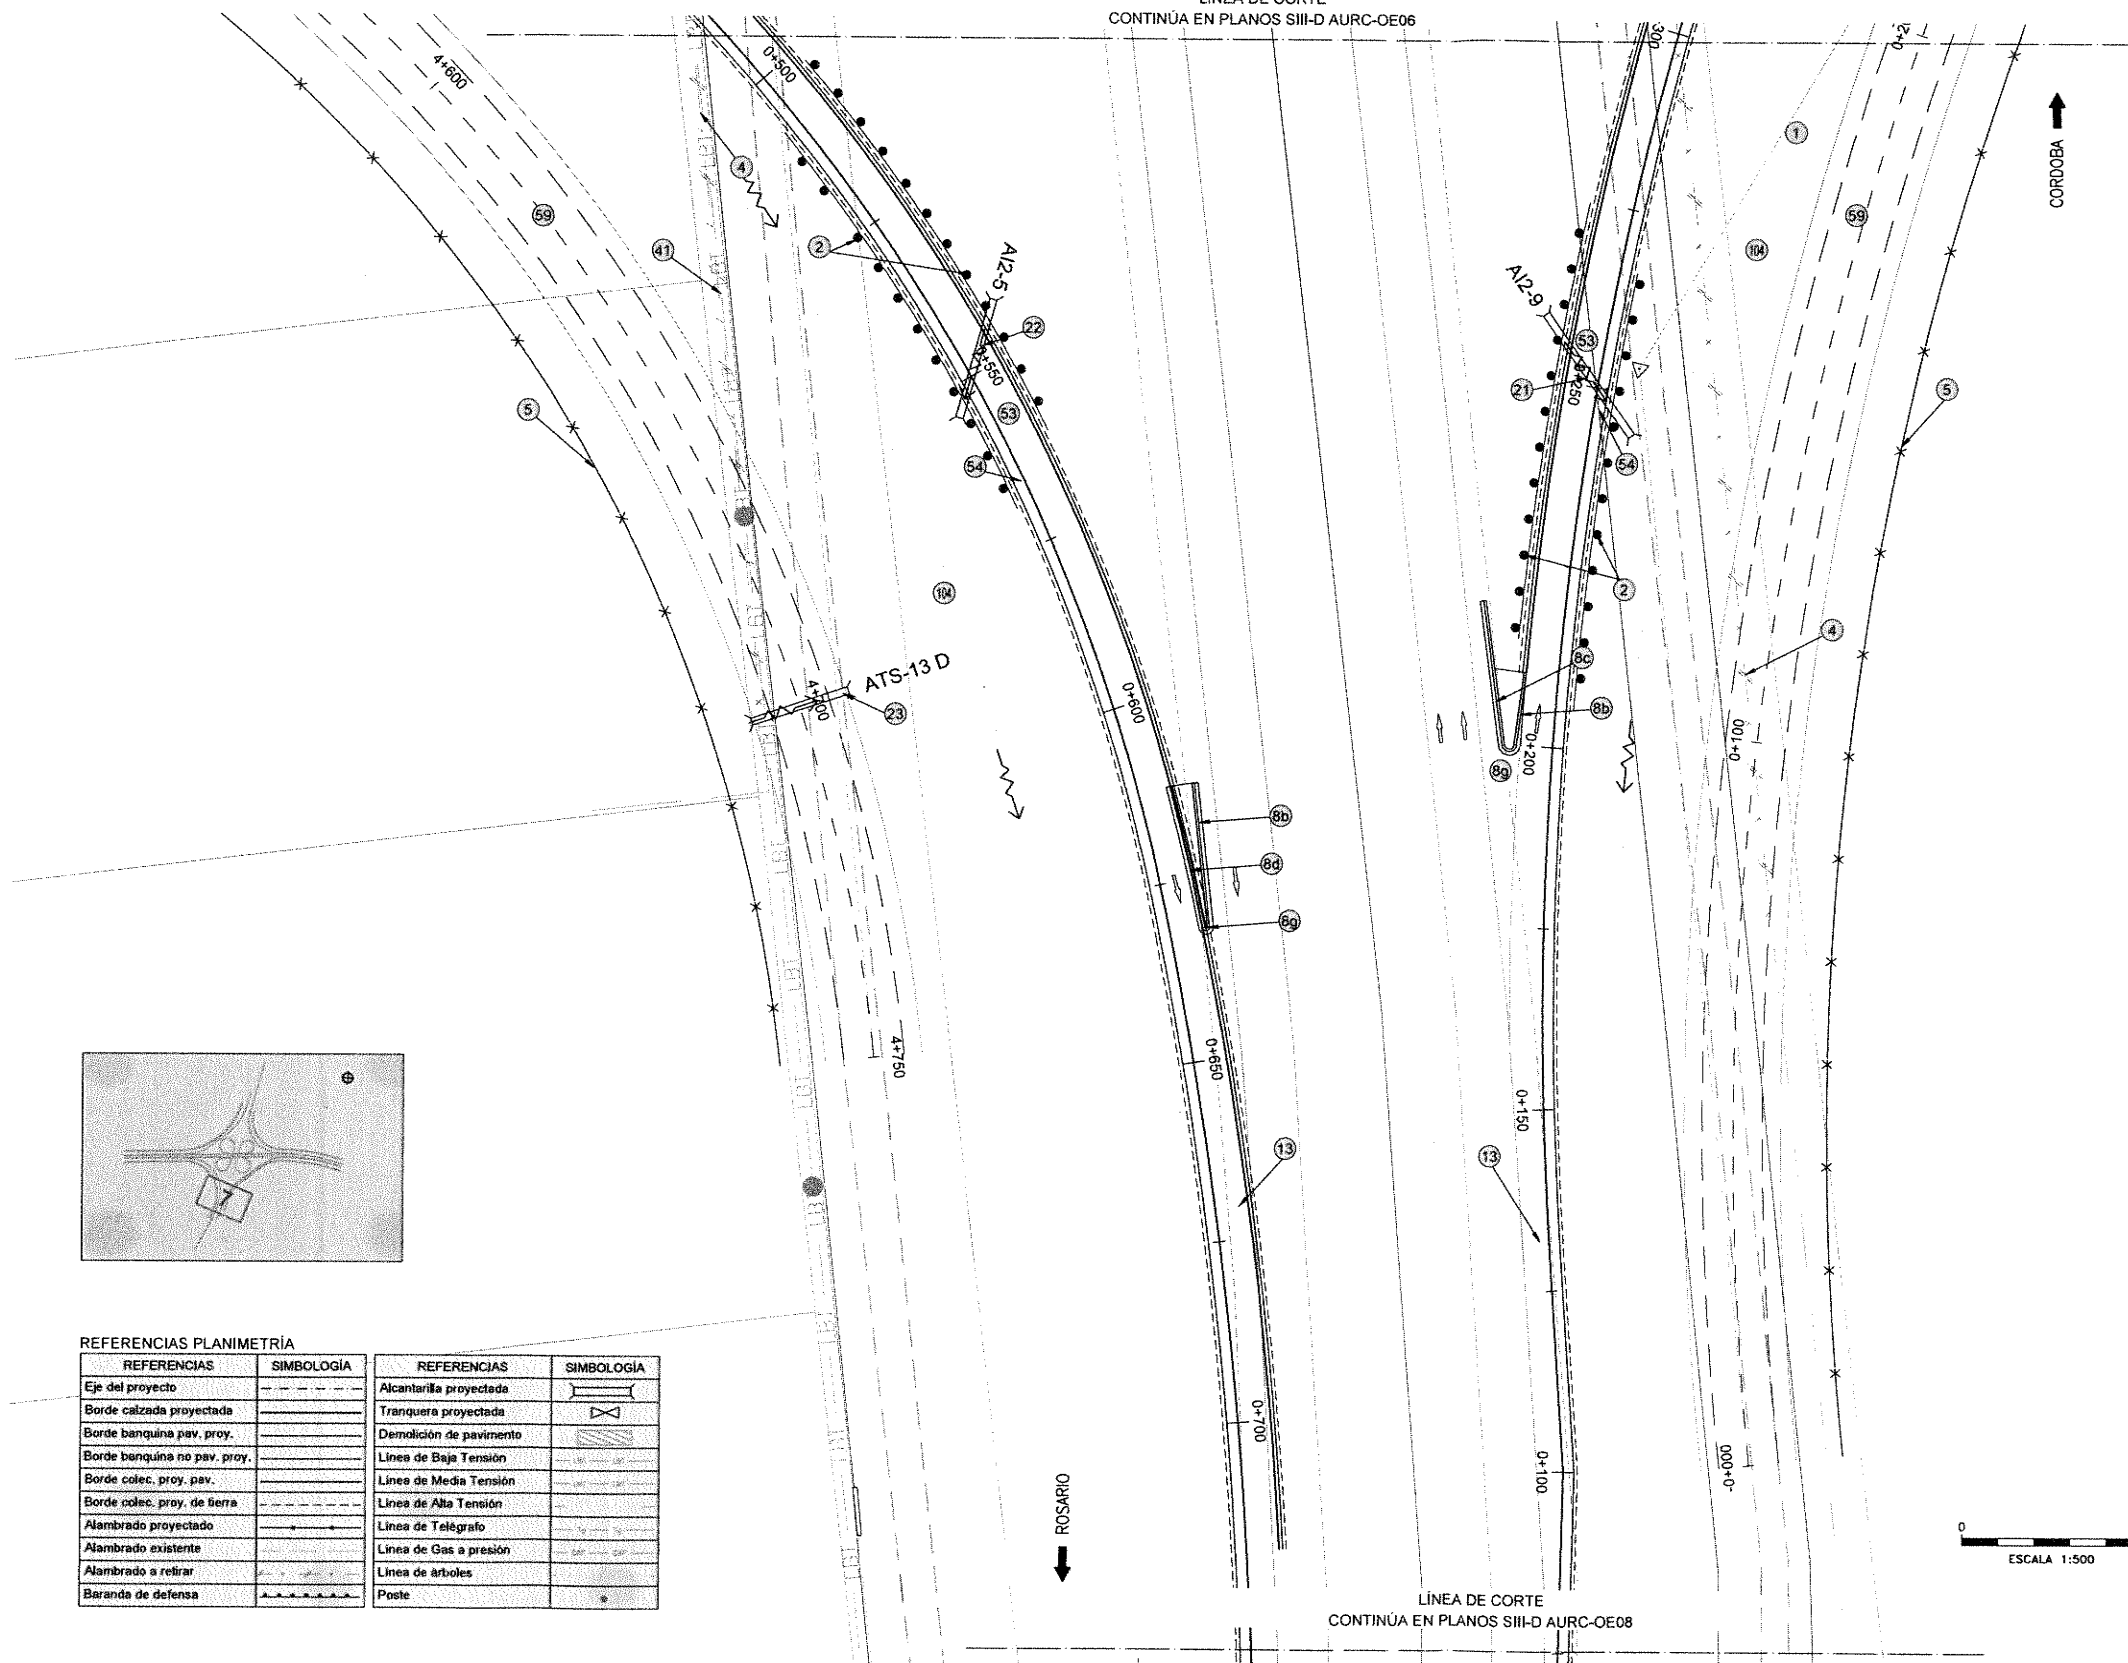 LÍNEA DE CORTE
CONTINÚA EN PLANOS SIII-D AURC-OE06
4+600
0+500
0+2
CORDOBA
1
4
59
59
41
2
104
AI2-5
AI2-9
22
53
0+550
21
0+250
5
53
5
54
54
104
2
4
ATS-13 D
4+700
23
0+600
8c
8b
0+100
0+200
8g
8b
8d
8g
4+750
0+650
0+150
13
13
7
0+700
0+100
0+000-
ROSARIO
0
ESCALA 1:500
REFERENCIAS PLANIMETRÍA
REFERENCIAS SIMBOLOGÍA REFERENCIAS SIMBOLOGÍA
Eje del proyecto Alcantarilla proyectada
Borde calzada proyectada Tranquera proyectada
Borde banquina pav. proy. Demolición de pavimento
Borde banquina no pav. proy. Línea de Baja Tensión
Borde colec. proy. pav. Línea de Media Tensión
Borde colec. proy. de tierra Línea de Alta Tensión
Alambrado proyectado Línea de Telégrafo
Alambrado existente Línea de Gas a presión
Alambrado a retirar Línea de árboles
Baranda de defensa Poste
LÍNEA DE CORTE
CONTINÚA EN PLANOS SIII-D AURC-OE08